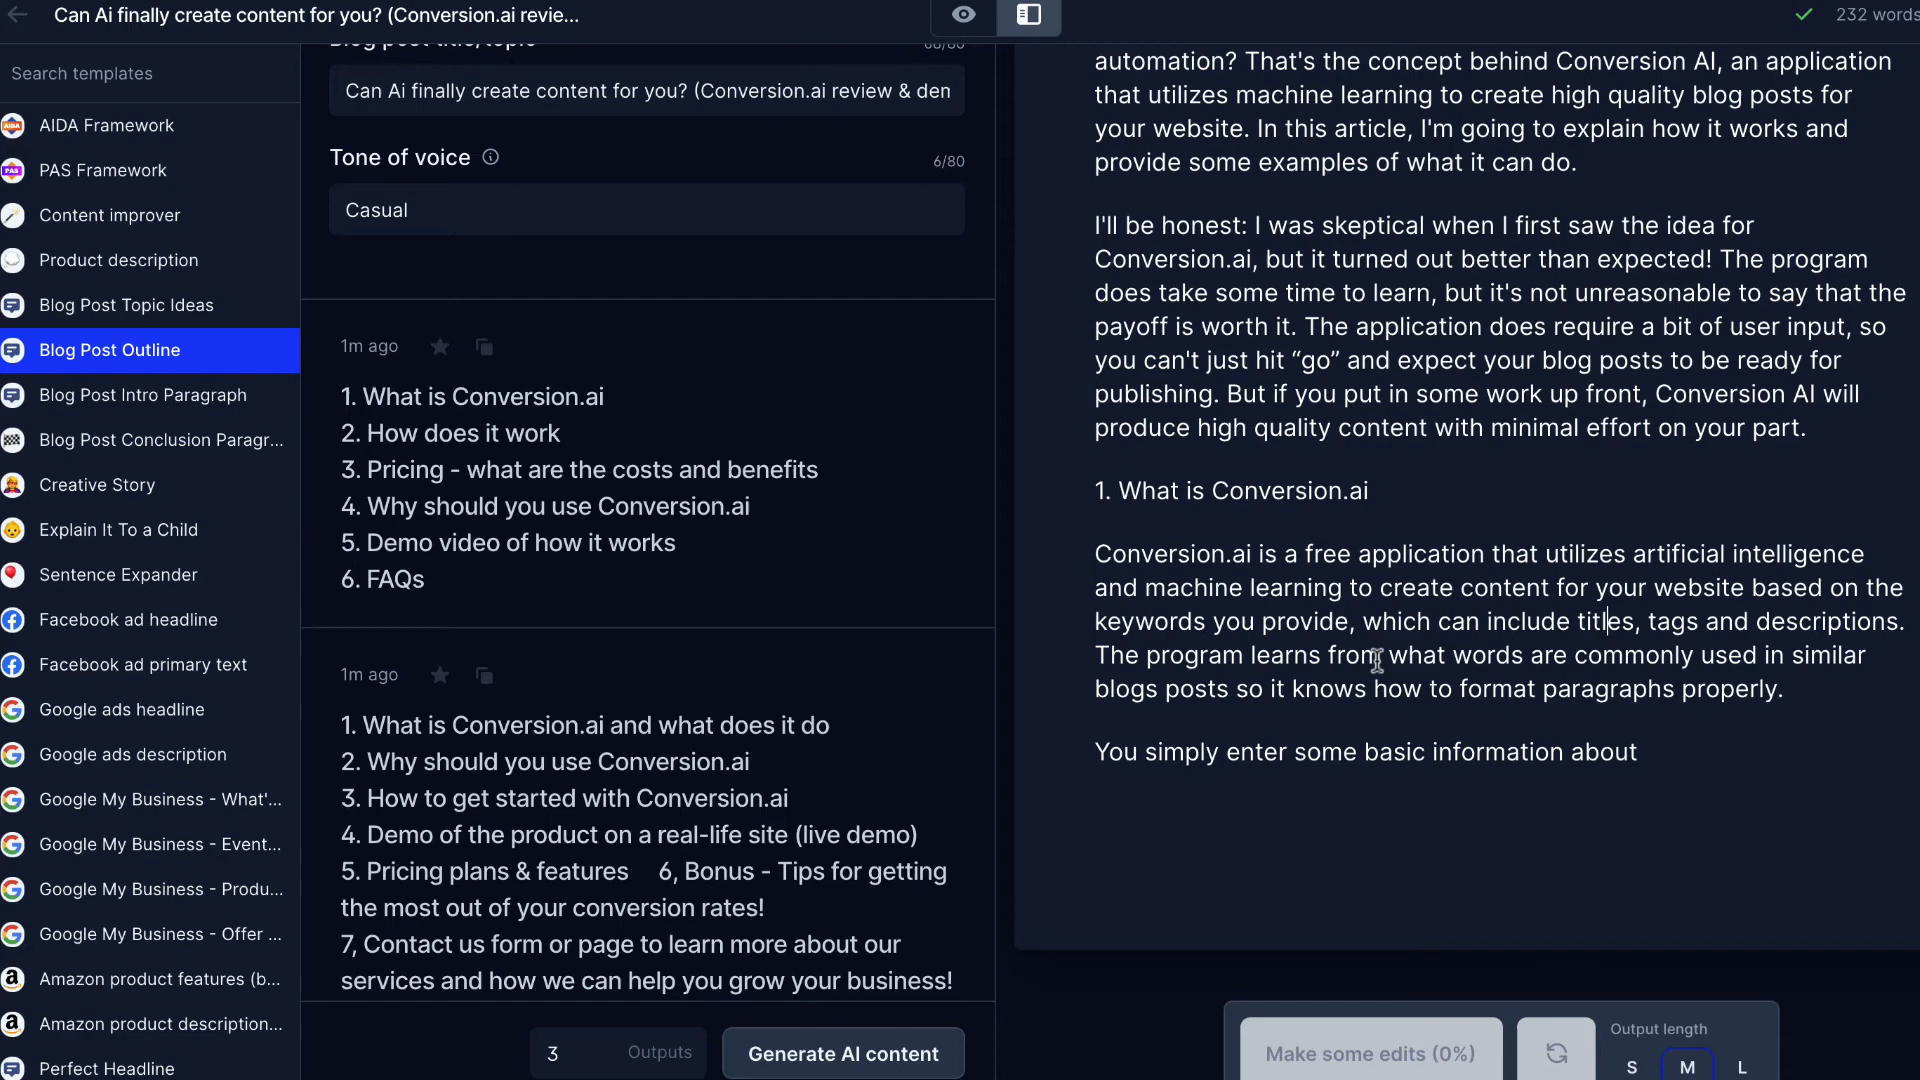 Can Ai finally create content for you? (Conversion.ai revie...
232 words
Search templates
AIDA Framework
PAS Framework
Content improver
Product description
Blog Post Topic Ideas
Blog Post Outline
Blog Post Intro Paragraph
Blog Post Conclusion Paragr...
Creative Story
Explain It To a Child
Sentence Expander
Facebook ad headline
Facebook ad primary text
Google ads headline
Google ads description
Google My Business - What'...
Google My Business - Event...
Google My Business - Produ...
Google My Business - Offer ...
Amazon product features (b...
Amazon product description...
Perfect Headline
Blog post title/topic
68/80
Can Ai finally create content for you? (Conversion.ai review & den
Tone of voice
6/80
Casual
1m ago
1. What is Conversion.ai
2. How does it work
3. Pricing - what are the costs and benefits
4. Why should you use Conversion.ai
5. Demo video of how it works
6. FAQs
1m ago
1. What is Conversion.ai and what does it do
2. Why should you use Conversion.ai
3. How to get started with Conversion.ai
4. Demo of the product on a real-life site (live demo)
5. Pricing plans & features 6, Bonus - Tips for getting
the most out of your conversion rates!
7, Contact us form or page to learn more about our
services and how we can help you grow your business!
3 Outputs
Generate AI content
automation? That's the concept behind Conversion AI, an application
that utilizes machine learning to create high quality blog posts for
your website. In this article, I'm going to explain how it works and
provide some examples of what it can do.
I'll be honest: I was skeptical when I first saw the idea for
Conversion.ai, but it turned out better than expected! The program
does take some time to learn, but it's not unreasonable to say that the
payoff is worth it. The application does require a bit of user input, so
you can't just hit “go” and expect your blog posts to be ready for
publishing. But if you put in some work up front, Conversion AI will
produce high quality content with minimal effort on your part.
1. What is Conversion.ai
Conversion.ai is a free application that utilizes artificial intelligence
and machine learning to create content for your website based on the
keywords you provide, which can include titles, tags and descriptions.
The program learns from what words are commonly used in similar
blogs posts so it knows how to format paragraphs properly.
You simply enter some basic information about
Make some edits (0%)
Output length
S M L